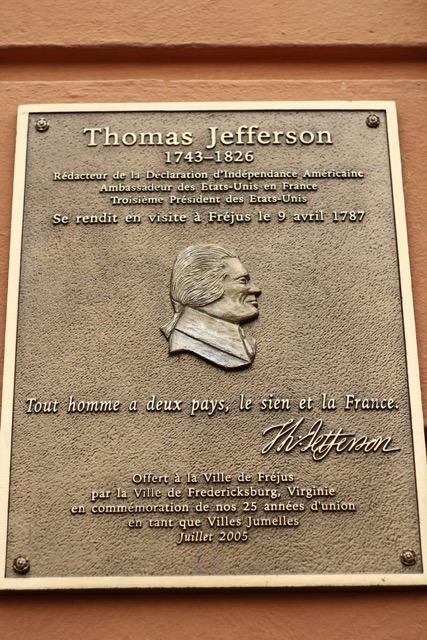 Thomas Jefferson
1743–1826
Rédacteur de la Déclaration d'Indépendance Américaine
Ambassadeur des Etats-Unis en France
Troisième Président des Etats-Unis
Se rendit en visite à Fréjus le 9 avril 1787
Tout homme a deux pays, le sien et la France.
Th. Jefferson
Offert à la Ville de Fréjus
par la Ville de Fredericksburg, Virginie
en commémoration de nos 25 années d'union
en tant que Villes Jumelles
Juillet 2005